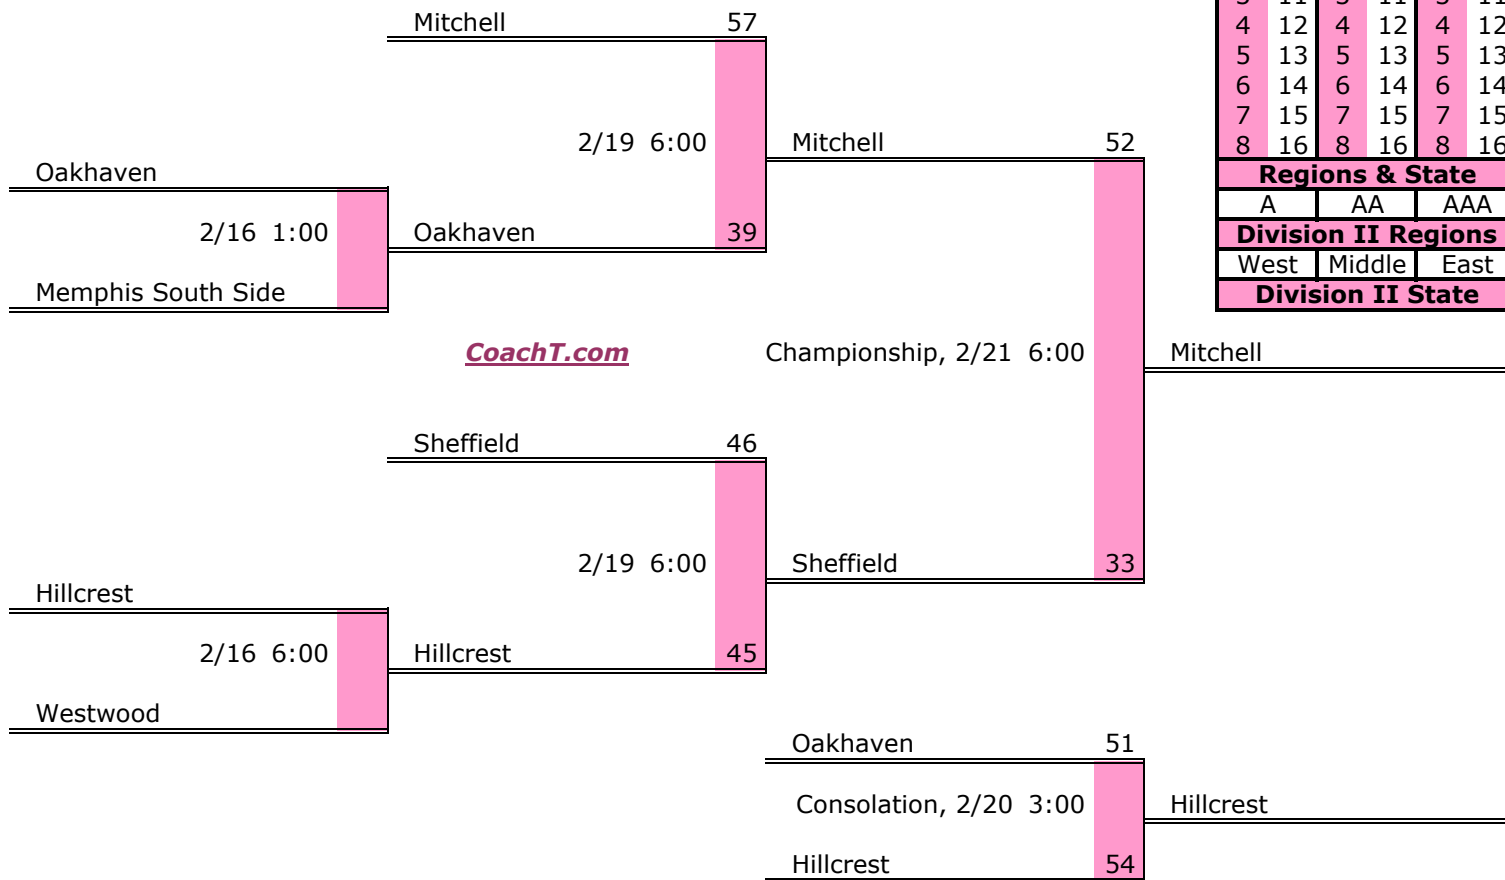 Mitchell 57
2/19 6:00
Oakhaven
2/16 1:00
Oakhaven 39
Memphis South Side
Mitchell 52
CoachT.com
Championship, 2/21 6:00
Mitchell
Sheffield 46
2/19 6:00
Sheffield 33
Hillcrest
2/16 6:00
Hillcrest 45
Westwood
Oakhaven 51
Consolation, 2/20 3:00
Hillcrest
Hillcrest 54
4 12 4 12 4 12
5 13 5 13 5 13
6 14 6 14 6 14
7 15 7 15 7 15
8 16 8 16 8 16
Regions & State
A AA AAA
Division II Regions
West Middle East
Division II State